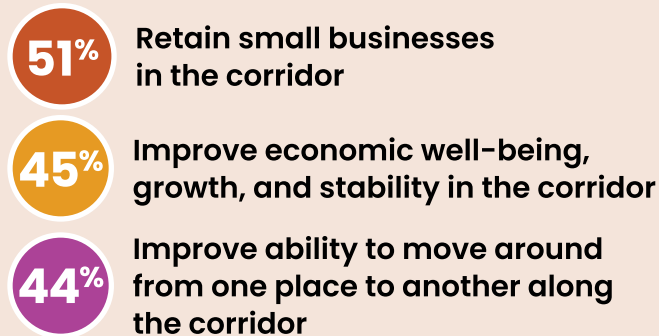 51%
Retain small businesses
in the corridor
45%
Improve economic well-being,
growth, and stability in the corridor
44%
Improve ability to move around
from one place to another along
the corridor